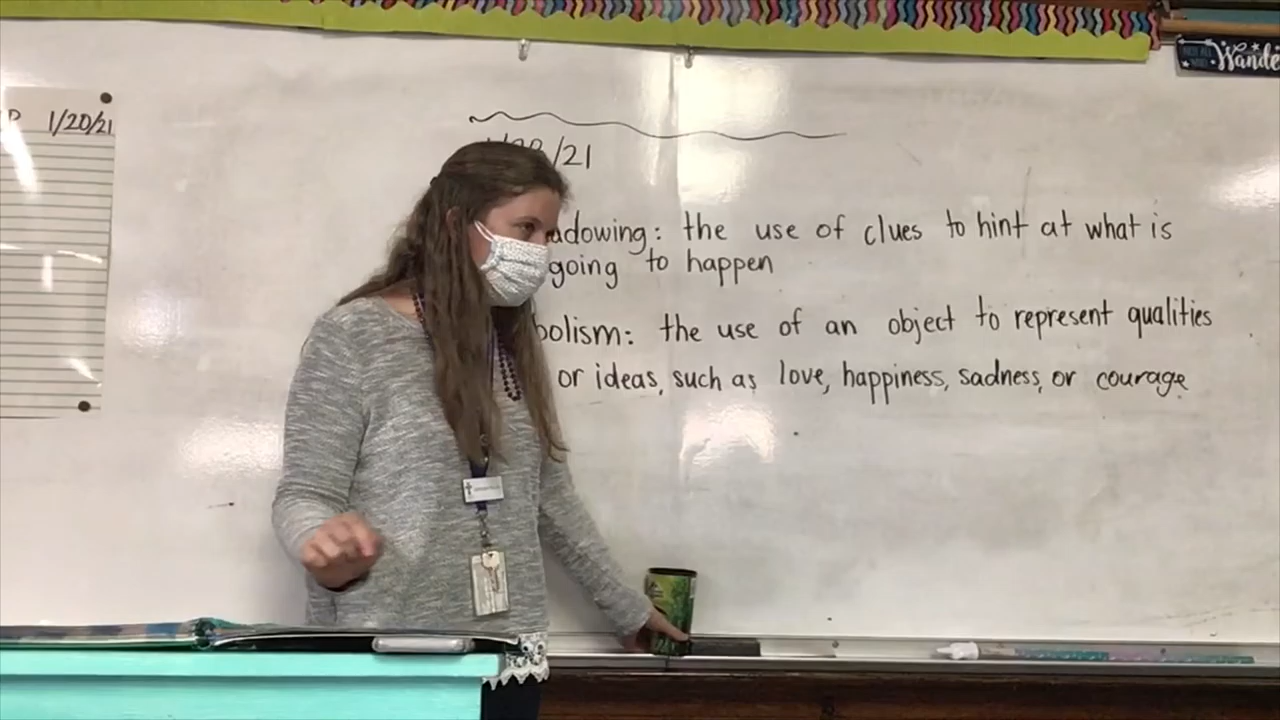 1/20/21
/21
adowing: the use of clues to hint at what is
going to happen
bolism: the use of an object to represent qualities
or ideas, such as love, happiness, sadness, or courage
Wande